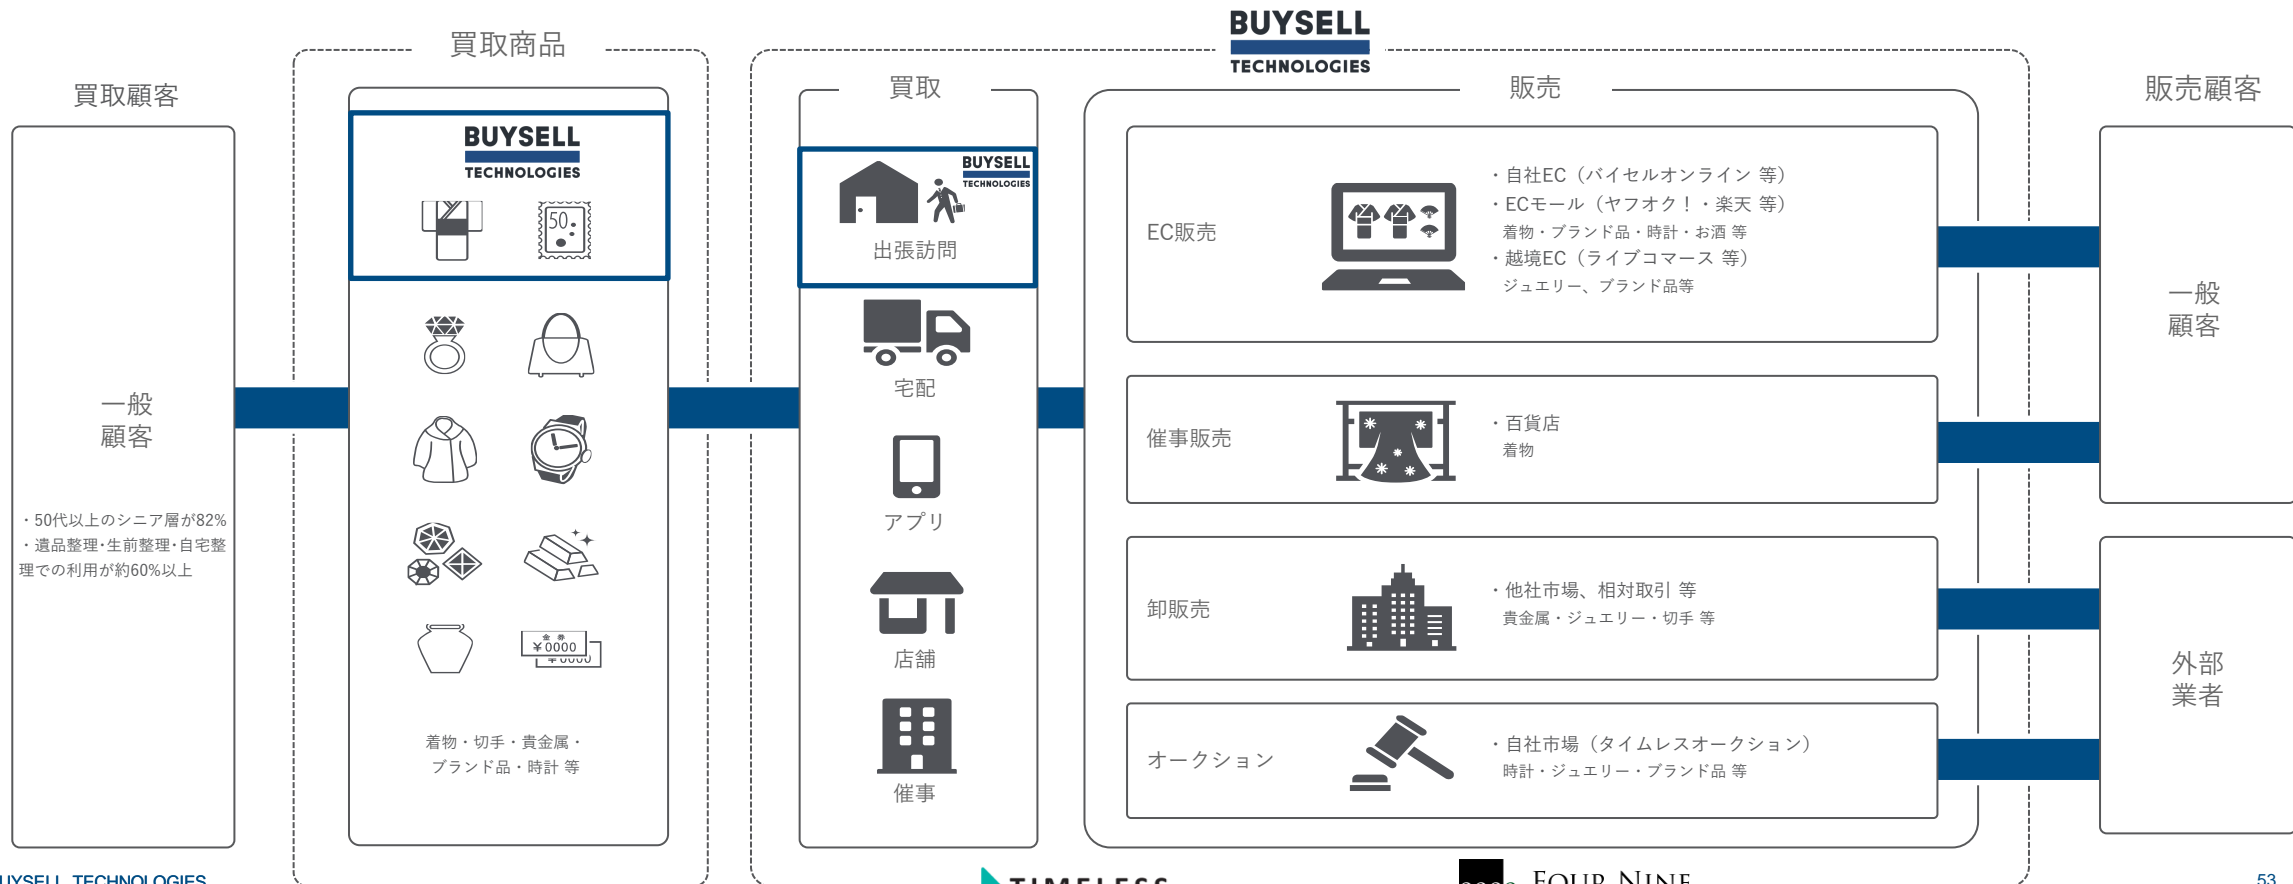 BUYSELL
TECHNOLOGIES
買取商品
買取顧客
一般
顧客
・50代以上のシニア層が82%
・遺品整理・生前整理・自宅整
理での利用が約60%以上
BUYSELL
TECHNOLOGIES
50
金 券
¥0000
¥0000
着物・切手・貴金属・
ブランド品・時計 等
買取
BUYSELL
TECHNOLOGIES
出張訪問
宅配
アプリ
店舗
催事
販売
EC販売
・自社EC（バイセルオンライン 等）
・ECモール（ヤフオク！・楽天 等）
着物・ブランド品・時計・お酒 等
・越境EC（ライブコマース 等）
ジュエリー、ブランド品等
催事販売
・百貨店
着物
卸販売
・他社市場、相対取引 等
貴金属・ジュエリー・切手 等
オークション
・自社市場（タイムレスオークション）
時計・ジュエリー・ブランド品 等
販売顧客
一般
顧客
外部
業者
UYSELL TECHNOLOGIES
TIMELESS
FOUR NINE
53